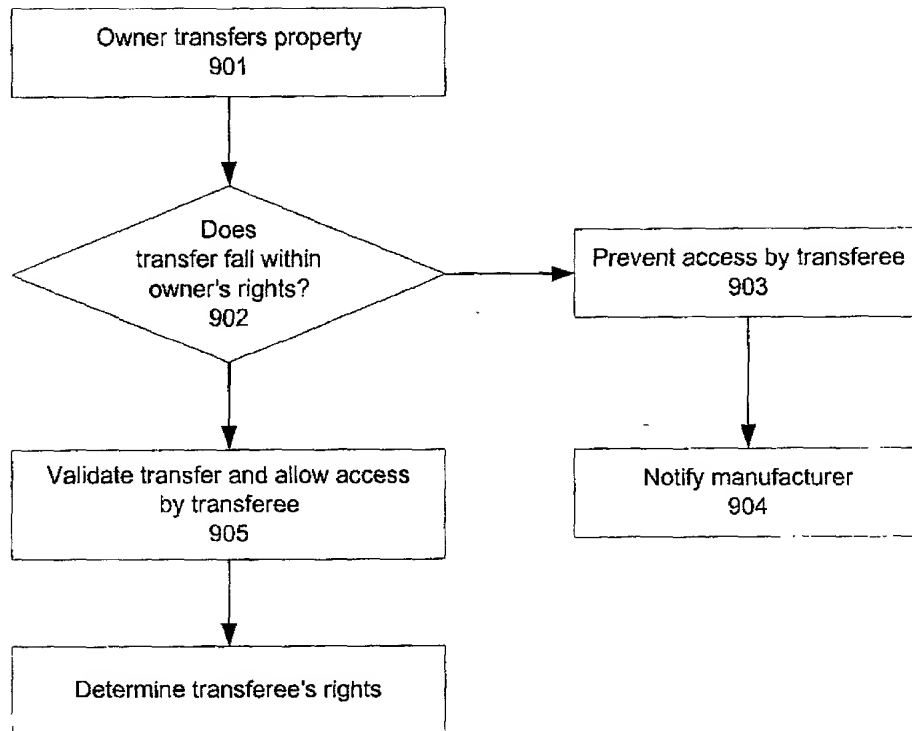 Owner transfers property
901
Does
transfer fall within
owner's rights?
902
Prevent access by transferee
903
Validate transfer and allow access
by transferee
905
Notify manufacturer
904
Determine transferee's rights